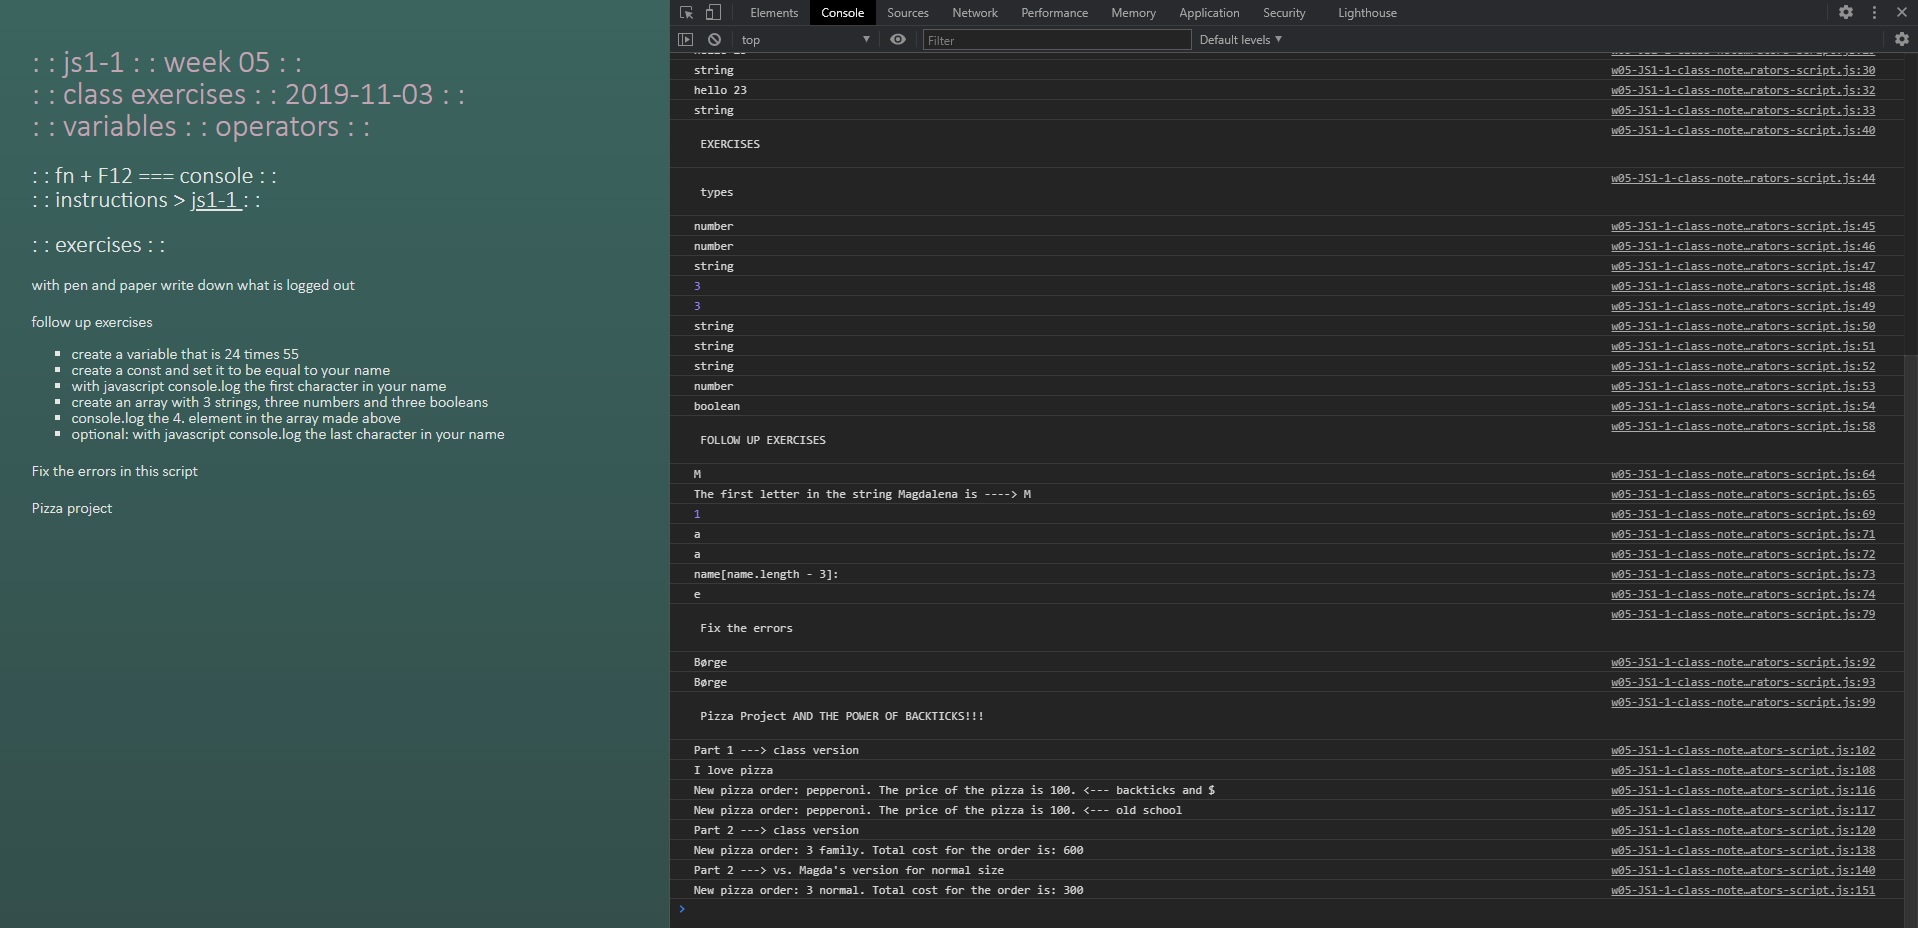 : : js1-1 : : week 05 : :
: : class exercises : : 2019-11-03 : :
: : variables : : operators : :
: : fn + F12 === console : :
: : instructions > js1-1 : :
: : exercises : :
with pen and paper write down what is logged out
follow up exercises
▪ create a variable that is 24 times 55
▪ create a const and set it to be equal to your name
▪ with javascript console.log the first character in your name
▪ create an array with 3 strings, three numbers and three booleans
▪ console.log the 4. element in the array made above
▪ optional: with javascript console.log the last character in your name
Fix the errors in this script
Pizza project
Elements Console Sources Network Performance Memory Application Security Lighthouse
top Filter Default levels
string w05-JS1-1-class-note…rators-script.js:30
hello 23 w05-JS1-1-class-note…rators-script.js:32
string w05-JS1-1-class-note…rators-script.js:33
w05-JS1-1-class-note…rators-script.js:40
EXERCISES
w05-JS1-1-class-note…rators-script.js:44
types
number w05-JS1-1-class-note…rators-script.js:45
number w05-JS1-1-class-note…rators-script.js:46
string w05-JS1-1-class-note…rators-script.js:47
3 w05-JS1-1-class-note…rators-script.js:48
3 w05-JS1-1-class-note…rators-script.js:49
string w05-JS1-1-class-note…rators-script.js:50
string w05-JS1-1-class-note…rators-script.js:51
string w05-JS1-1-class-note…rators-script.js:52
number w05-JS1-1-class-note…rators-script.js:53
boolean w05-JS1-1-class-note…rators-script.js:54
w05-JS1-1-class-note…rators-script.js:58
FOLLOW UP EXERCISES
M w05-JS1-1-class-note…rators-script.js:64
The first letter in the string Magdalena is ----> M w05-JS1-1-class-note…rators-script.js:65
1 w05-JS1-1-class-note…rators-script.js:69
a w05-JS1-1-class-note…rators-script.js:71
a w05-JS1-1-class-note…rators-script.js:72
name[name.length - 3]: w05-JS1-1-class-note…rators-script.js:73
e w05-JS1-1-class-note…rators-script.js:74
w05-JS1-1-class-note…rators-script.js:79
Fix the errors
Børge w05-JS1-1-class-note…rators-script.js:92
Børge w05-JS1-1-class-note…rators-script.js:93
w05-JS1-1-class-note…rators-script.js:99
Pizza Project AND THE POWER OF BACKTICKS!!!
Part 1 ---> class version w05-JS1-1-class-note…ators-script.js:102
I love pizza w05-JS1-1-class-note…ators-script.js:108
New pizza order: pepperoni. The price of the pizza is 100. <--- backticks and $ w05-JS1-1-class-note…ators-script.js:116
New pizza order: pepperoni. The price of the pizza is 100. <--- old school w05-JS1-1-class-note…ators-script.js:117
Part 2 ---> class version w05-JS1-1-class-note…ators-script.js:120
New pizza order: 3 family. Total cost for the order is: 600 w05-JS1-1-class-note…ators-script.js:138
Part 2 ---> vs. Magda's version for normal size w05-JS1-1-class-note…ators-script.js:140
New pizza order: 3 normal. Total cost for the order is: 300 w05-JS1-1-class-note…ators-script.js:151